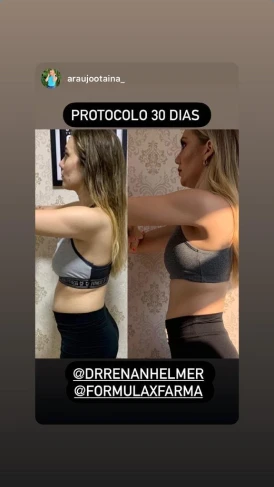 araujootaina_
PROTOCOLO 30 DIAS
@DRRENANHELMER
@FORMULAXFARMA